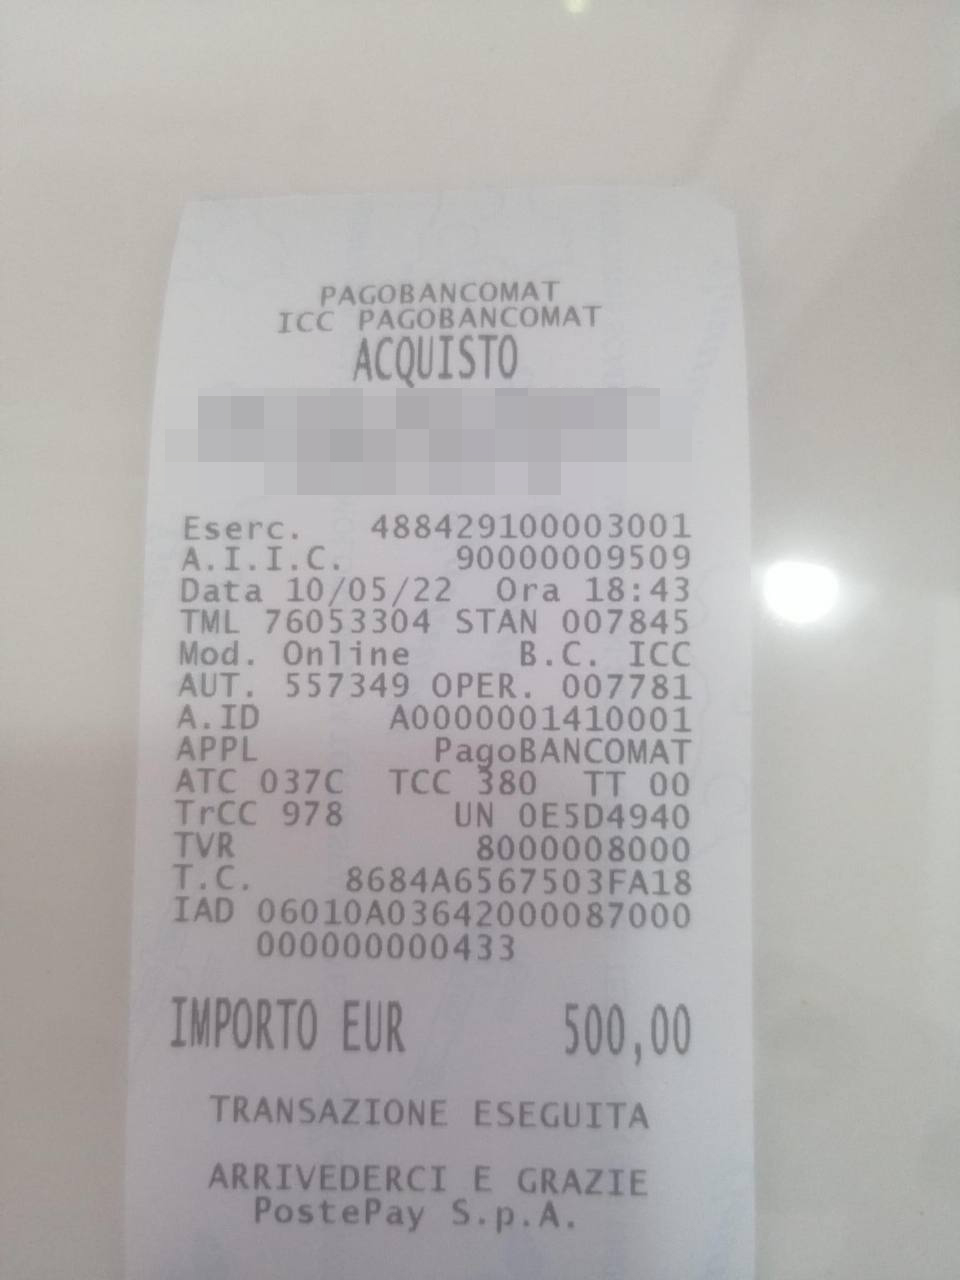 PAGOBANCOMAT
ICC PAGOBANCOMAT
ACQUISTO
Eserc. 488429100003001
A.I.I.C. 90000009509
Data 10/05/22 Ora 18:43
TML 76053304 STAN 007845
Mod. Online B.C. ICC
AUT. 557349 OPER. 007781
A.ID A0000001410001
APPL PagoBANCOMAT
ATC 037C TCC 380 TT 00
TrCC 978 UN 0E5D4940
TVR 8000008000
T.C. 8684A6567503FA18
IAD 06010A03642000087000
000000000433
IMPORTO EUR 500,00
TRANSAZIONE ESEGUITA
ARRIVEDERCI E GRAZIE
PostePay S.p.A.